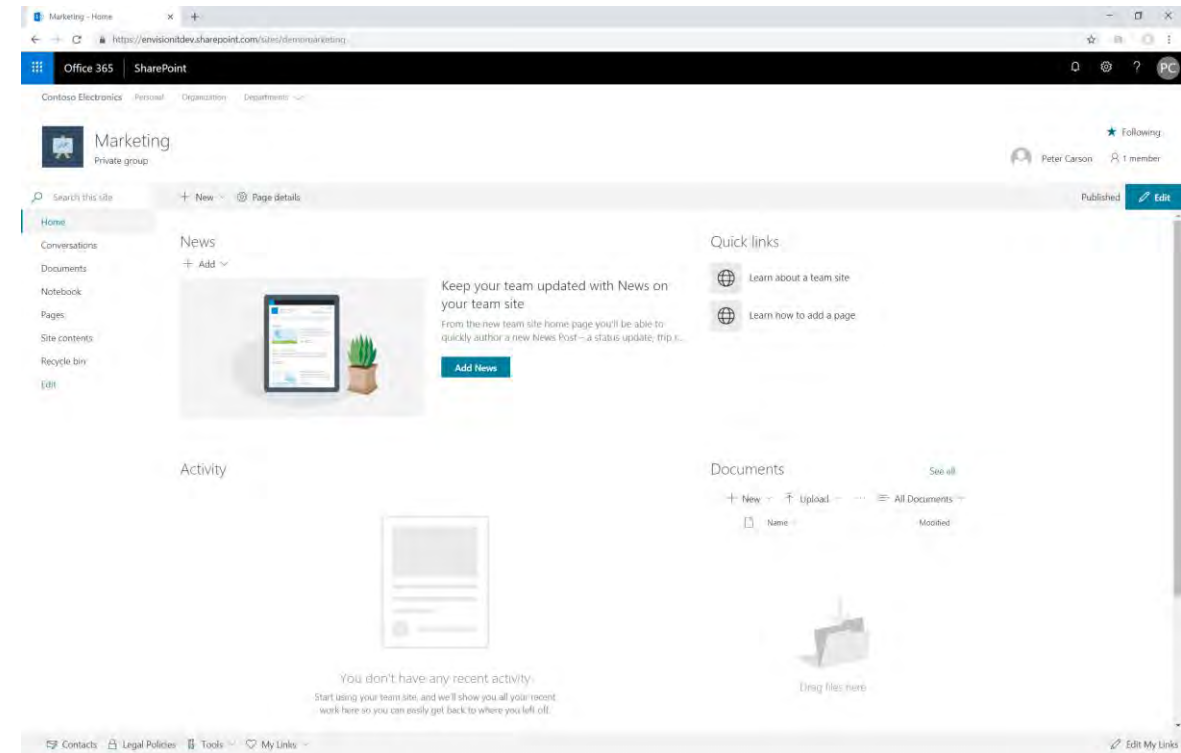 Marketing - Home
https://envisionitdev.sharepoint.com/sites/demomarketing
Office 365 SharePoint
PC
Contoso Electronics Personal Organization Departments
Marketing
Private group
Following
Peter Carson 1 member
Search this site
+ New Page details
Published Edit
Home
Conversations
Documents
Notebook
Pages
Site contents
Recycle bin
Edit
News
+ Add
Keep your team updated with News on
your team site
From the new team site home page you'll be able to
quickly author a new News Post – a status update, trip r...
Add News
Quick links
Learn about a team site
Learn how to add a page
Activity
You don't have any recent activity
Start using your team site, and we'll show you all your recent
work here so you can easily get back to where you left off.
Documents See all
+ New Upload ... All Documents
Name Modified
Drag files here
Contacts Legal Policies Tools My Links
Edit My Links